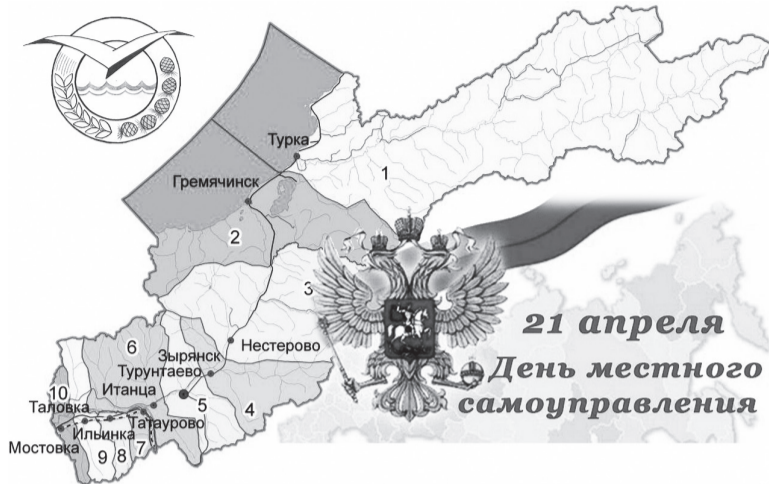 Турка
1
Гремячинск
2
3
Нестерово
6
Зырянск
Турунтаево
Итанца
10
Таловка
5
4
Татаурово
Ильинка
Мостовка
9
8
7
21 апреля
День местного
самоуправления